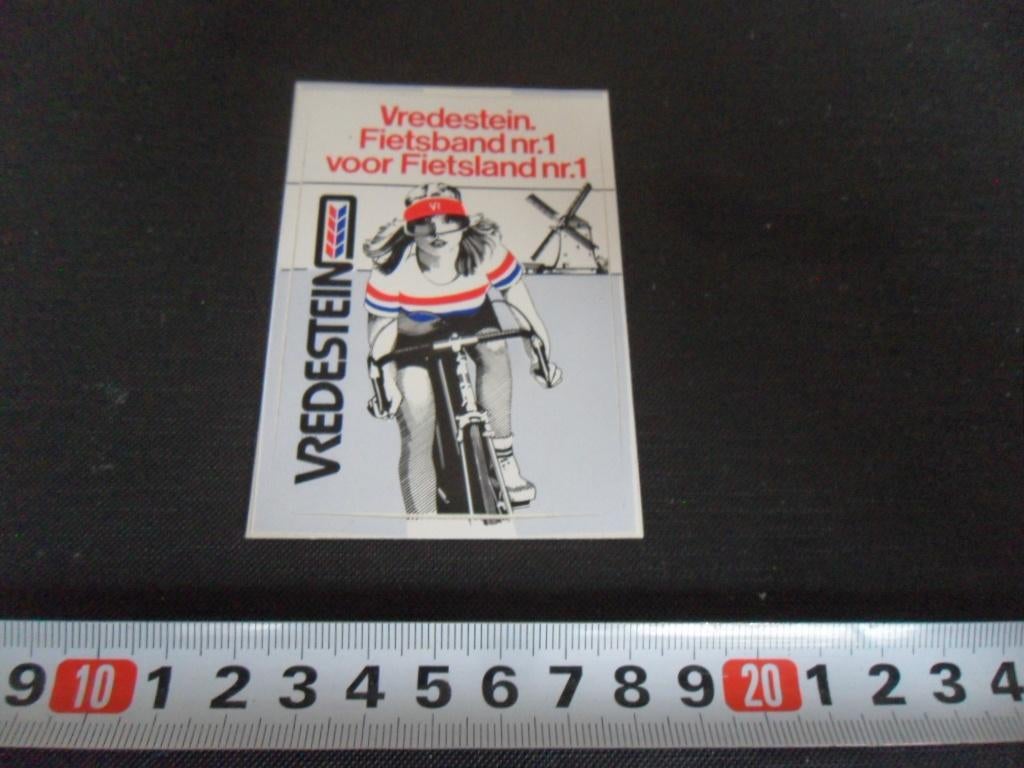 Vredestein.
Fietsband nr.1
voor Fietsland nr.1
VR
VREDESTEIN
9 10 1 2 3 4 5 6 7 8 9 20 1 2 3 4